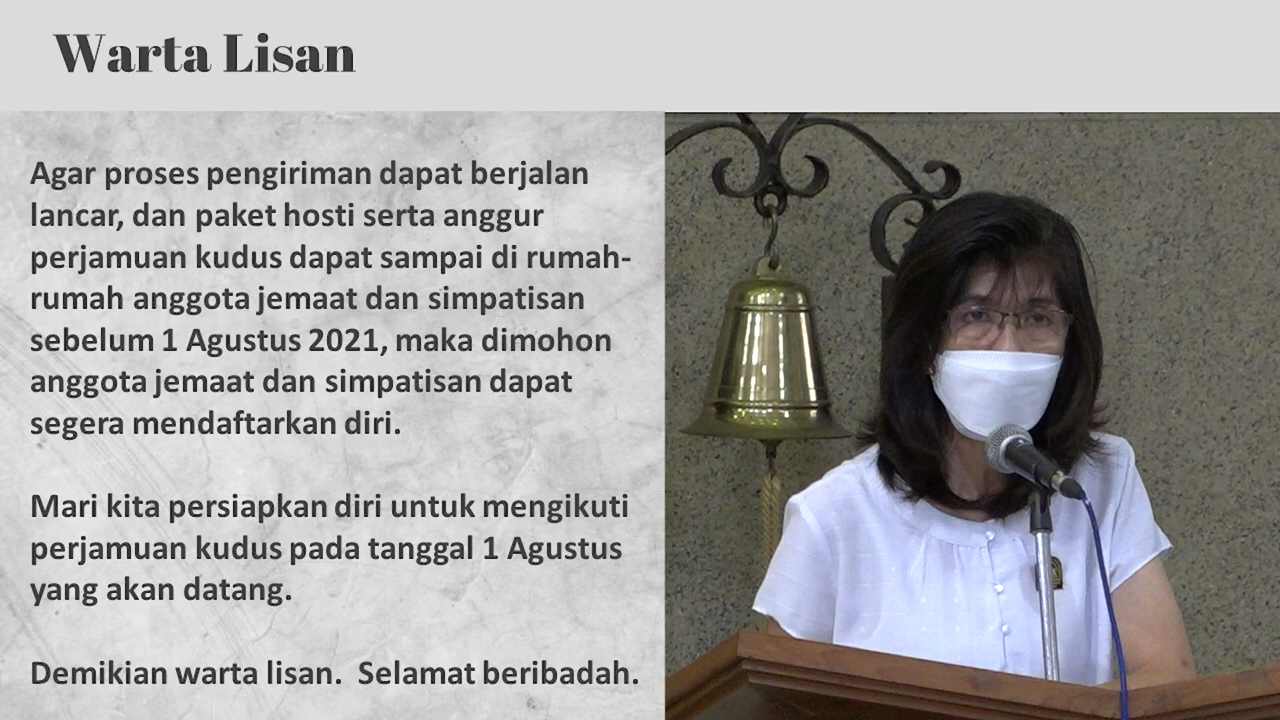 Warta Lisan
Agar proses pengiriman dapat berjalan
lancar, dan paket hosti serta anggur
perjamuan kudus dapat sampai di rumah-
rumah anggota jemaat dan simpatisan
sebelum 1 Agustus 2021, maka dimohon
anggota jemaat dan simpatisan dapat
segera mendaftarkan diri.
Mari kita persiapkan diri untuk mengikuti
perjamuan kudus pada tanggal 1 Agustus
yang akan datang.
Demikian warta lisan.  Selamat beribadah.